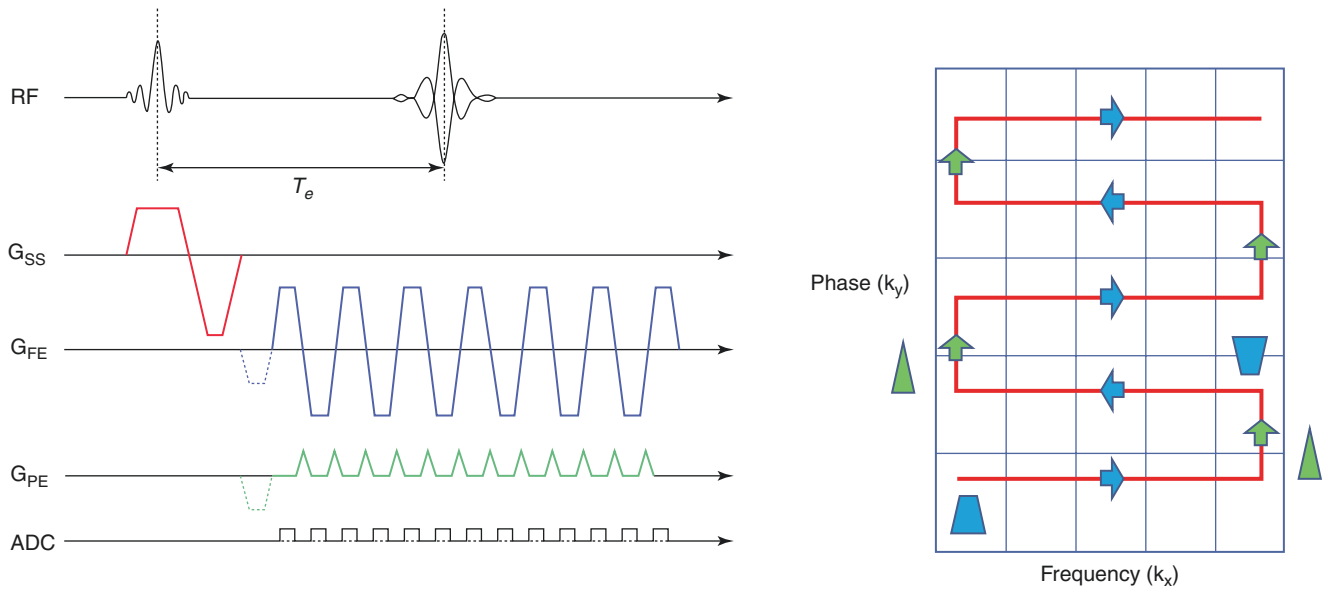 RF
Te
GSS
GFE
GPE
ADC
Phase (ky)
Frequency (kx)